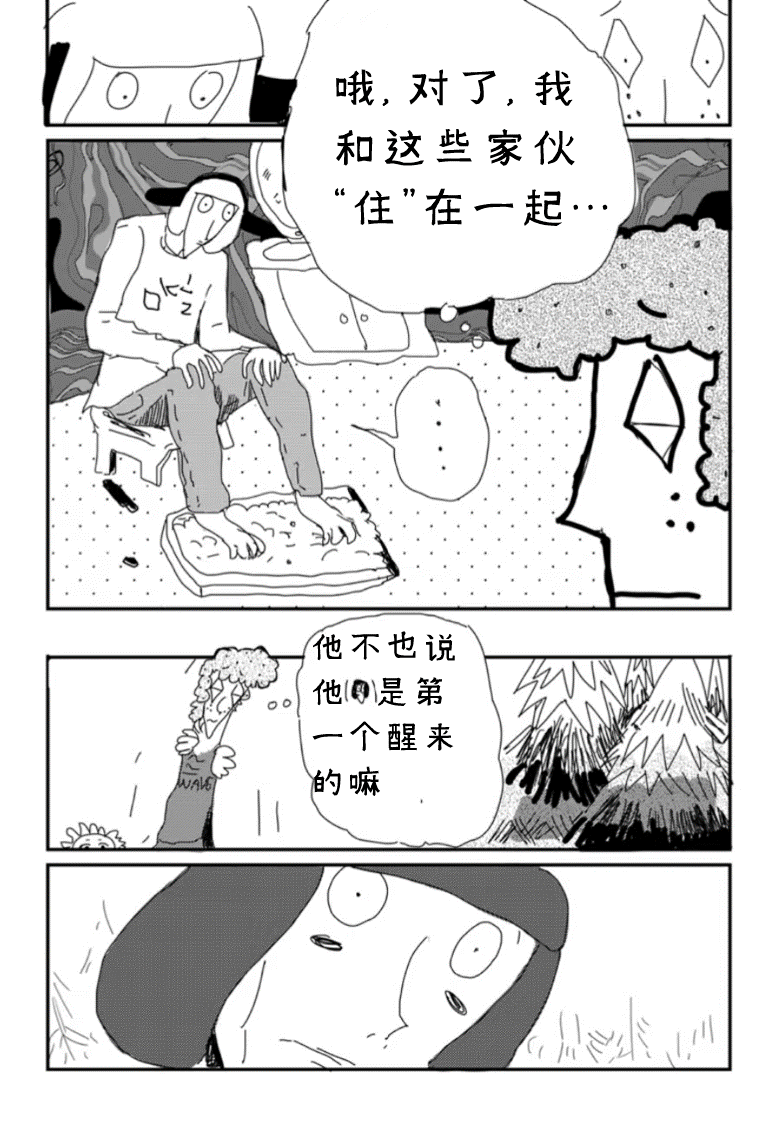 哦，对了，我
和这些家伙
“住”在一起…
....
他不也说
他（）是第
一个醒来
的嘛
WAVE